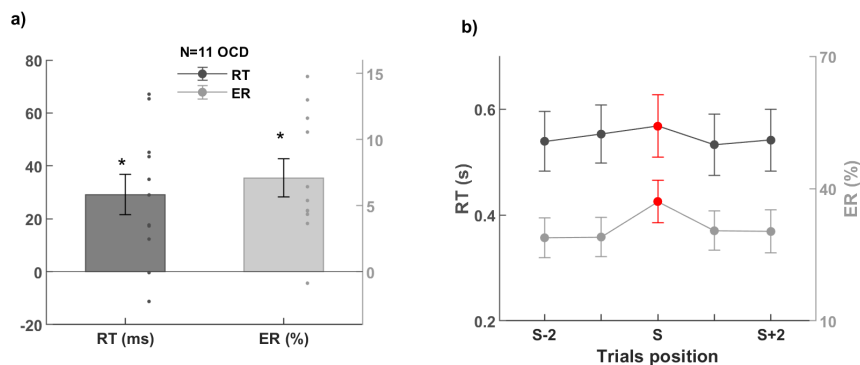 a)
N=11 OCD
RT
ER
80
60
40
20
0
-20
15
10
5
0
*
*
RT (ms)
ER (%)
b)
RT (s)
0.6
0.4
0.2
70
40
10
ER (%)
S-2
S
S+2
Trials position